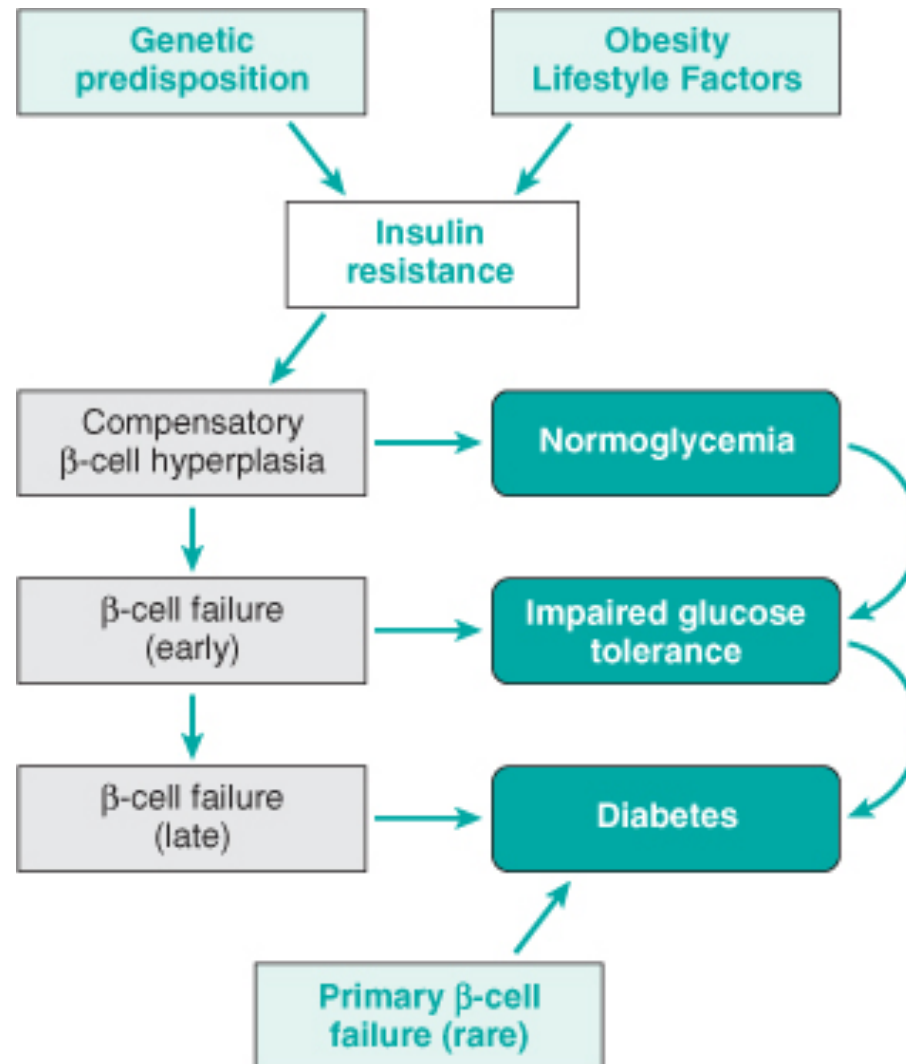 Genetic
predisposition
Obesity
Lifestyle Factors
Insulin
resistance
Compensatory
β-cell hyperplasia
Normoglycemia
β-cell failure
(early)
Impaired glucose
tolerance
β-cell failure
(late)
Diabetes
Primary β-cell
failure (rare)